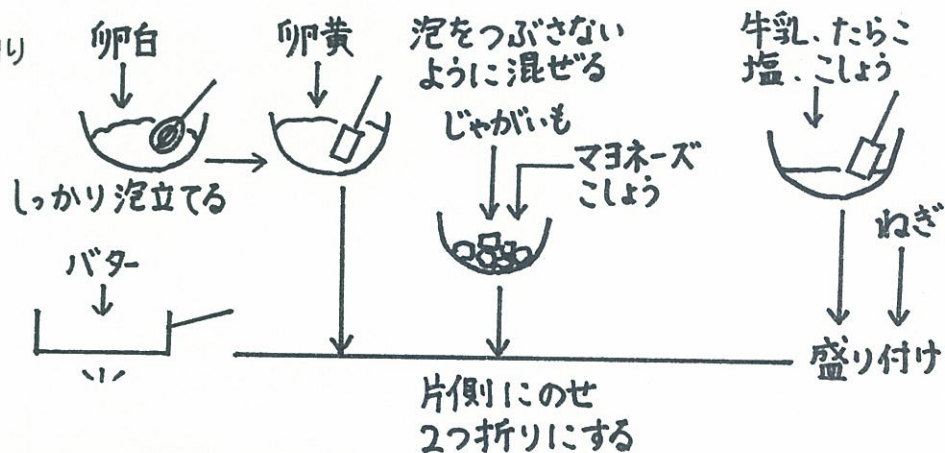 り
卵白
しっかり泡立てる
卵黄
泡をつぶさない
ように混ぜる
じゃがいも
マヨネーズ
こしょう
牛乳、たらこ
塩、こしょう
ねぎ
バター
盛り付け
片側にのせ
2つ折りにする